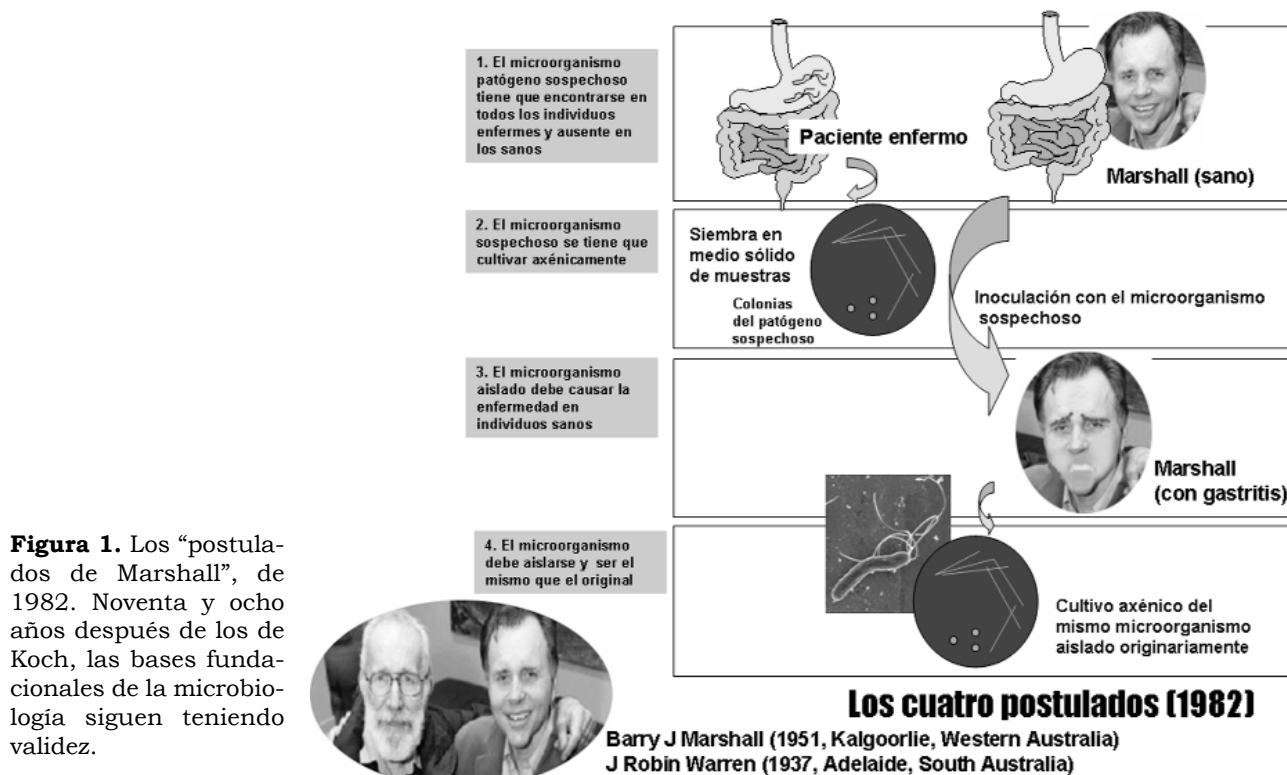 1. El microorganismo
patógeno sospechoso
tiene que encontrarse en
todos los individuos
enfermes y ausente en
los sanos
Paciente enfermo
Marshall (sano)
2. El microorganismo
sospechoso se tiene que
cultivar axénicamente
Siembra en
medio sólido
de muestras
Colonias
del patógeno
sospechoso
Inoculación con el microorganismo
sospechoso
3. El microorganismo
aislado debe causar la
enfermedad en
individuos sanos
Marshall
(con gastritis)
4. El microorganismo
debe aislarse y ser el
mismo que el original
Cultivo axénico del
mismo microorganismo
aislado originariamente
Los cuatro postulados (1982)
Barry J Marshall (1951, Kalgoorlie, Western Australia)
J Robin Warren (1937, Adelaide, South Australia)
Figura 1. Los “postula-
dos de Marshall”, de
1982. Noventa y ocho
años después de los de
Koch, las bases funda-
cionales de la microbio-
logía siguen teniendo
validez.